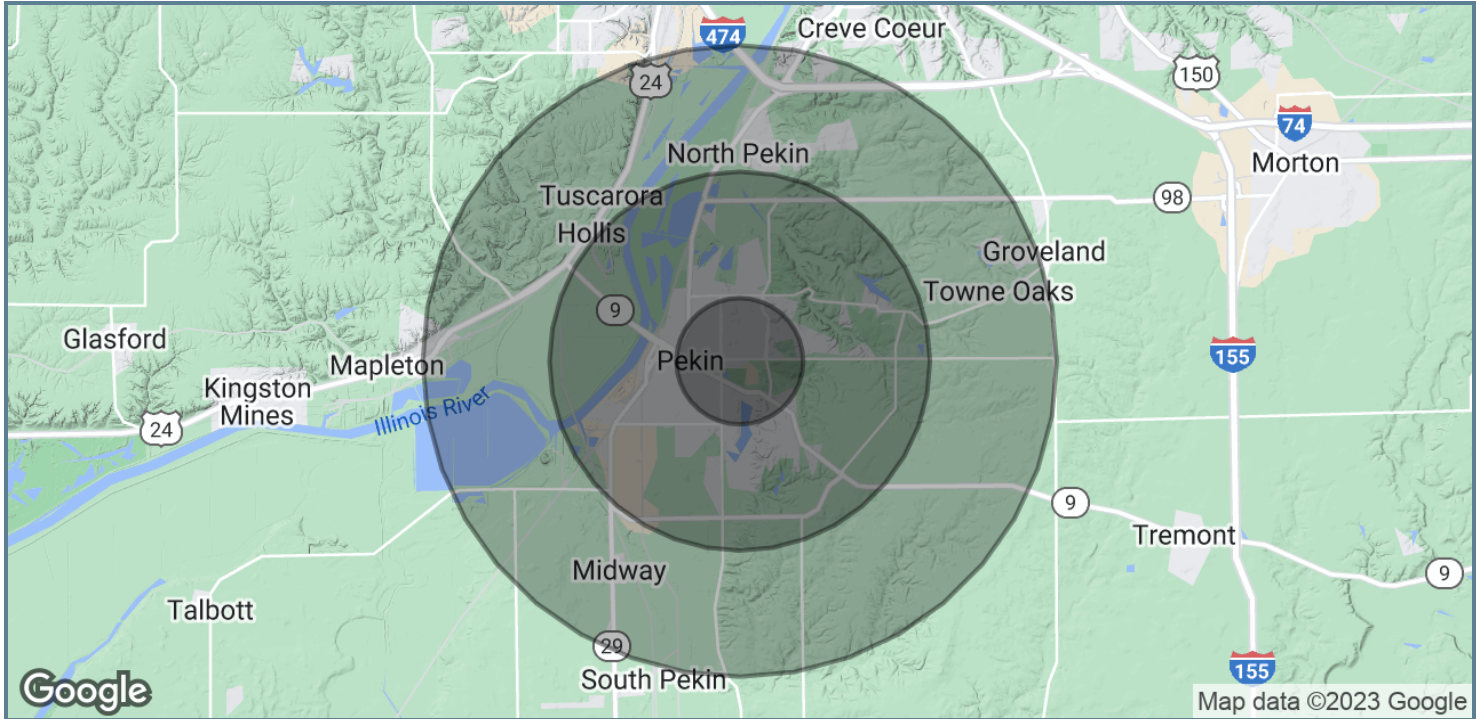 474
Creve Coeur
24
150
74
North Pekin
Morton
Tuscarora
98
Hollis
Groveland
Towne Oaks
9
Glasford
155
Pekin
Mapleton
Kingston
Mines
Illinois River
24
9
Tremont
Midway
9
Talbott
29
155
South Pekin
Google
Map data ©2023 Google